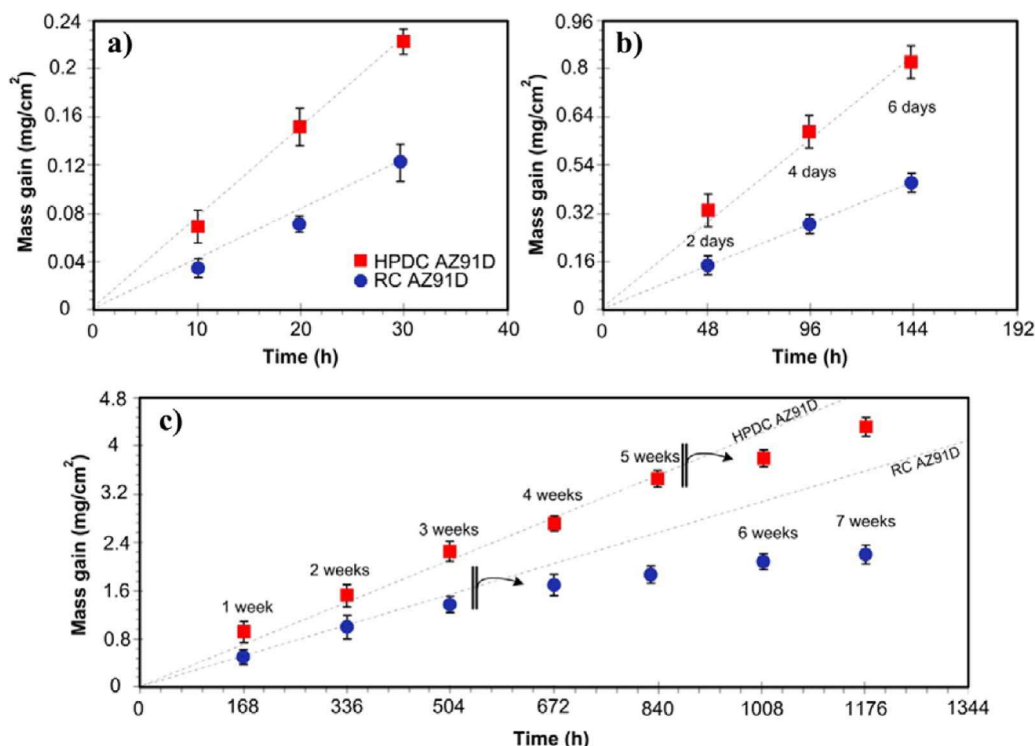 a)
Mass gain (mg/cm²)
0.24
0.2
0.16
0.12
0.08
0.04
0
HPDC AZ91D
RC AZ91D
0 10 20 30 40
Time (h)
b)
Mass gain (mg/cm²)
0.96
0.8
0.64
0.54
0.32
0.16
0
2 days
4 days
6 days
0 48 96 144 192
Time (h)
c)
Mass gain (mg/cm²)
4.8
4
3.2
2.4
1.6
0.8
0
1 week
2 weeks
3 weeks
4 weeks
5 weeks
HPDC AZ91D
RC AZ91D
6 weeks
7 weeks
0 168 336 504 672 840 1008 1176 1344
Time (h)